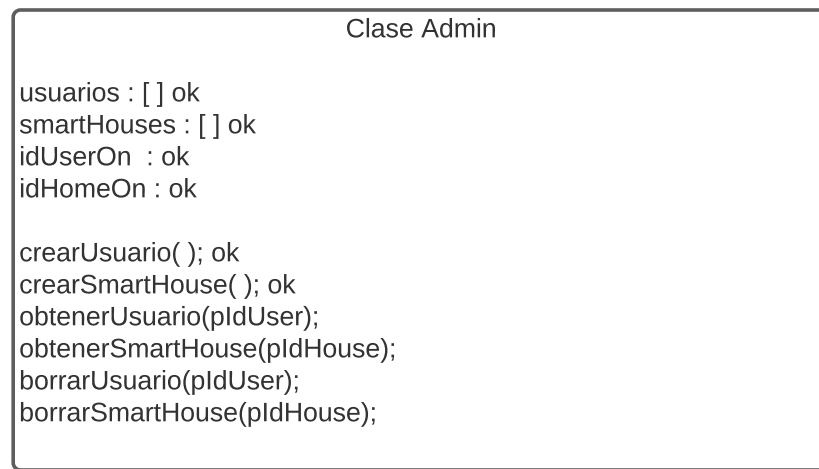 Clase Admin
usuarios : [ ] ok
smartHouses : [ ] ok
idUserOn  : ok
idHomeOn : ok
crearUsuario( ); ok
crearSmartHouse( ); ok
obtenerUsuario(pIdUser);
obtenerSmartHouse(pIdHouse);
borrarUsuario(pIdUser);
borrarSmartHouse(pIdHouse);